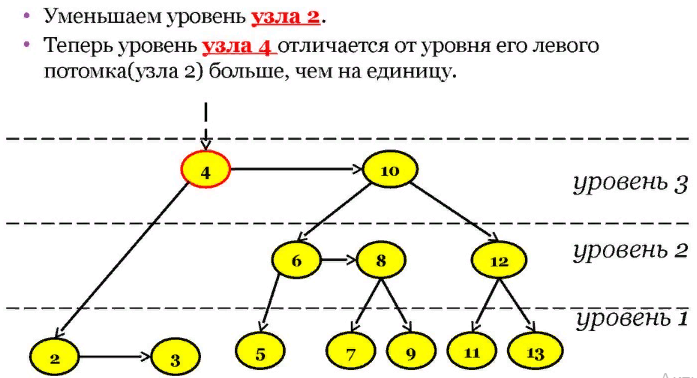 • Уменьшаем уровень узла 2.
• Теперь уровень узла 4 отличается от уровня его левого
потомка(узла 2) больше, чем на единицу.
4
10
уровень 3
6
8
12
уровень 2
уровень 1
2
3
5
7
9
11
13